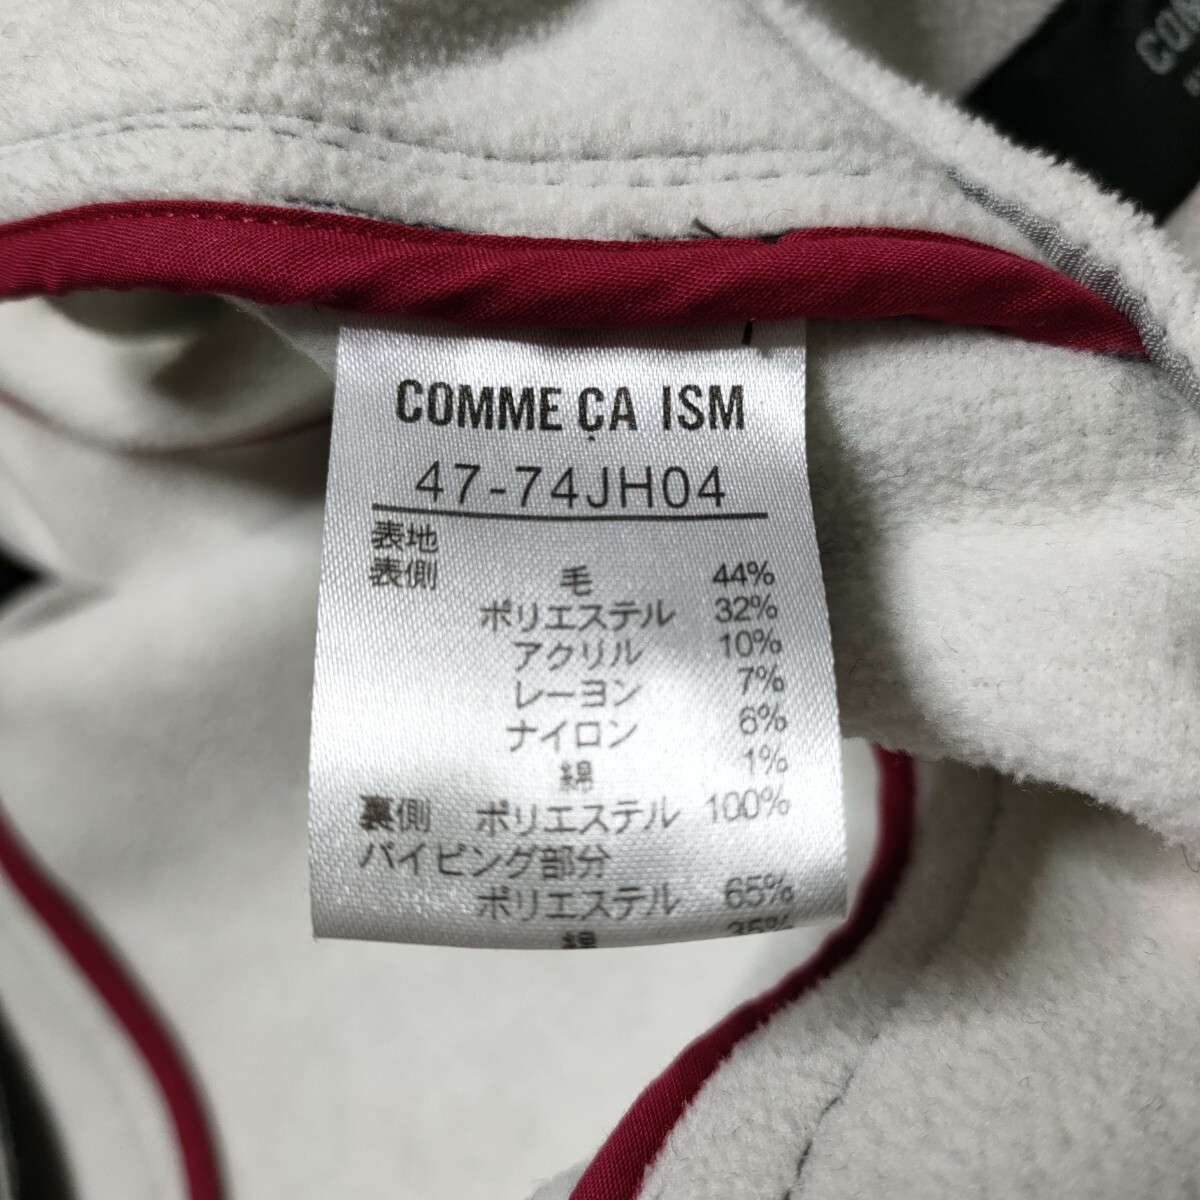 COMME ÇA ISM
47-74JH04
表地
表側 毛 44%
ポリエステル 32%
アクリル 10%
レーヨン 7%
ナイロン 6%
綿 1%
裏側 ポリエステル 100%
パイピング部分
ポリエステル 65%
綿 35%